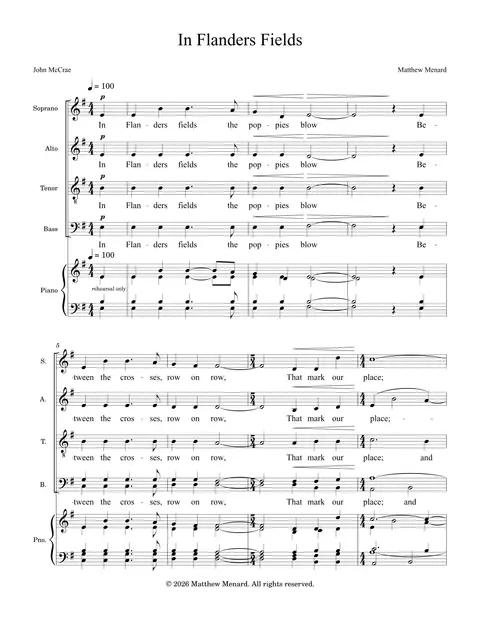 In Flanders Fields
John McCrae
Matthew Menard
♩ = 100
Soprano
p
In Flan- ders fields the pop- pies blow Be-
Alto
p
In Flan- ders fields the pop- pies blow Be-
Tenor
p
In Flan- ders fields the pop- pies blow Be-
Bass
p
In Flan- ders fields the pop- pies blow Be-
♩ = 100
Piano
rehearsal only
5
S.
tween the cros- ses, row on row, That mark our place;
A.
tween the cros- ses, row on row, That mark our place; - -
T.
tween the cros- ses, row on row, That mark our place; and
B.
tween the cros- ses, row on row, That mark our place; and
Pno.
© 2026 Matthew Menard. All rights reserved.